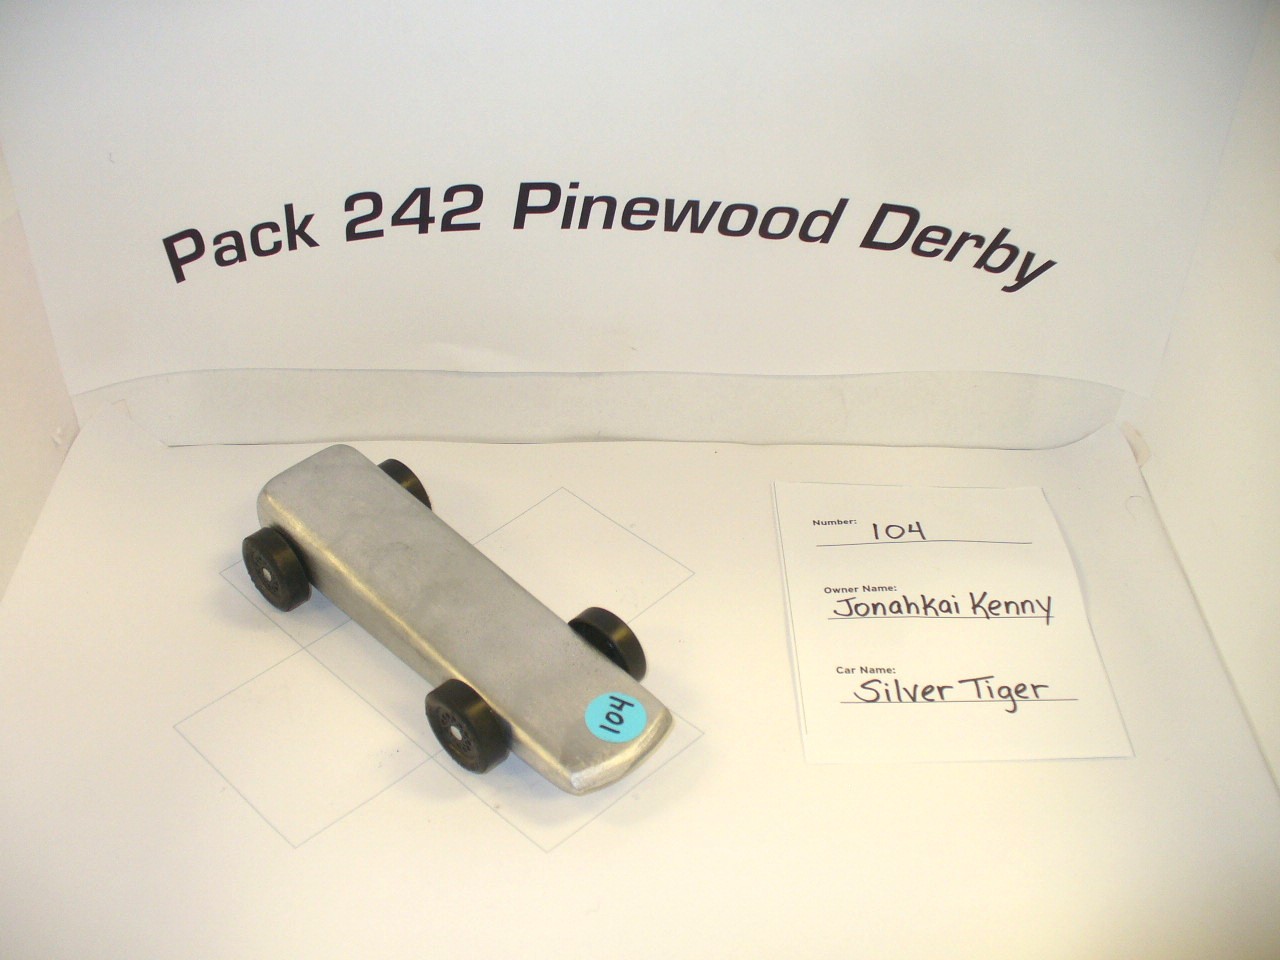 Pack 242 Pinewood Derby
Number: 104
Owner Name:
Jonahkai Kenny
Car Name:
Silver Tiger
104